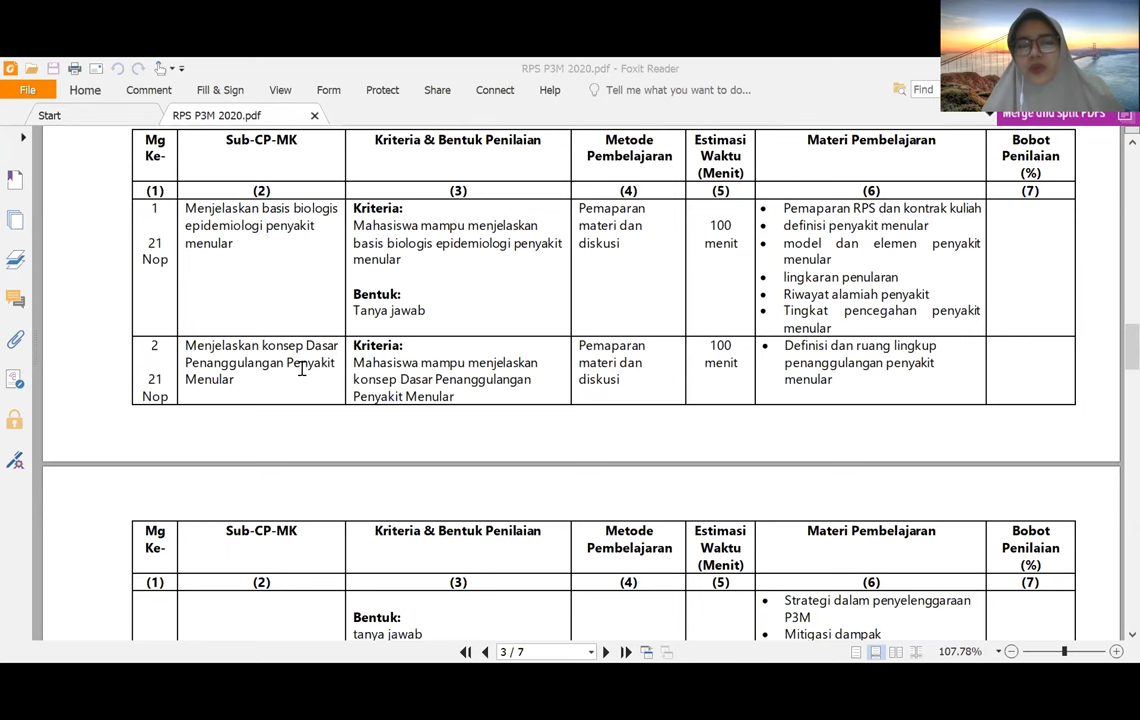 RPS P3M 2020.pdf - Foxit Reader
File Home Comment Fill & Sign View Form Protect Share Connect Help Tell me what you want to do... Find
Start RPS P3M 2020.pdf
Merge and Split PDFs
Mg Ke- Sub-CP-MK Kriteria & Bentuk Penilaian Metode Pembelajaran Estimasi Waktu (Menit) Materi Pembelajaran Bobot Penilaian (%)
(1) (2) (3) (4) (5) (6) (7)
1
21
Nop
Menjelaskan basis biologis
epidemiologi penyakit
menular
Kriteria:
Mahasiswa mampu menjelaskan
basis biologis epidemiologi penyakit
menular
Bentuk:
Tanya jawab
Pemaparan
materi dan
diskusi
100
menit
• Pemaparan RPS dan kontrak kuliah
• definisi penyakit menular
• model dan elemen penyakit
menular
• lingkaran penularan
• Riwayat alamiah penyakit
• Tingkat pencegahan penyakit
menular
2
21
Nop
Menjelaskan konsep Dasar
Penanggulangan Penyakit
Menular
Kriteria:
Mahasiswa mampu menjelaskan
konsep Dasar Penanggulangan
Penyakit Menular
Pemaparan
materi dan
diskusi
100
menit
• Definisi dan ruang lingkup
penanggulangan penyakit
menular
Mg Ke- Sub-CP-MK Kriteria & Bentuk Penilaian Metode Pembelajaran Estimasi Waktu (Menit) Materi Pembelajaran Bobot Penilaian (%)
(1) (2) (3) (4) (5) (6) (7)
Bentuk:
tanya jawab
• Strategi dalam penyelenggaraan
P3M
• Mitigasi dampak
3 / 7
107.78%